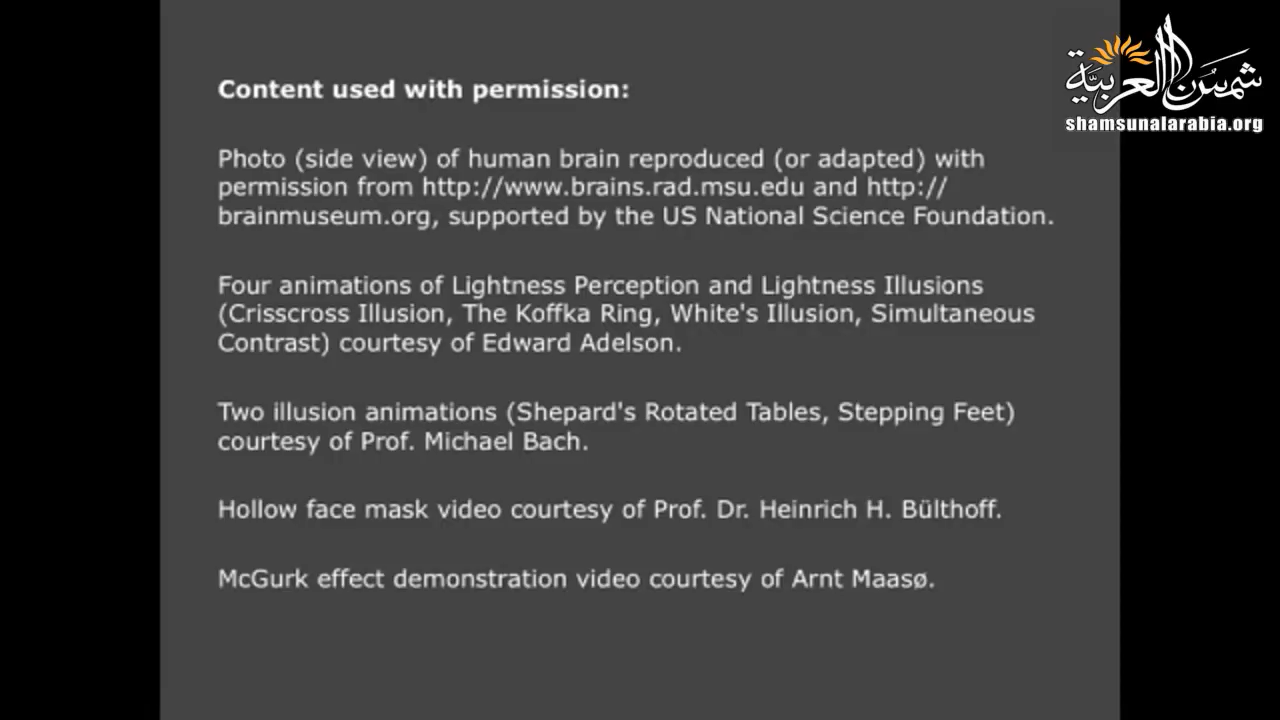 شمس العربية
shamsunalarabia.org
Content used with permission:
Photo (side view) of human brain reproduced (or adapted) with
permission from http://www.brains.rad.msu.edu and http://
brainmuseum.org, supported by the US National Science Foundation.
Four animations of Lightness Perception and Lightness Illusions
(Crisscross Illusion, The Koffka Ring, White's Illusion, Simultaneous
Contrast) courtesy of Edward Adelson.
Two illusion animations (Shepard's Rotated Tables, Stepping Feet)
courtesy of Prof. Michael Bach.
Hollow face mask video courtesy of Prof. Dr. Heinrich H. Bülthoff.
McGurk effect demonstration video courtesy of Arnt Maasø.